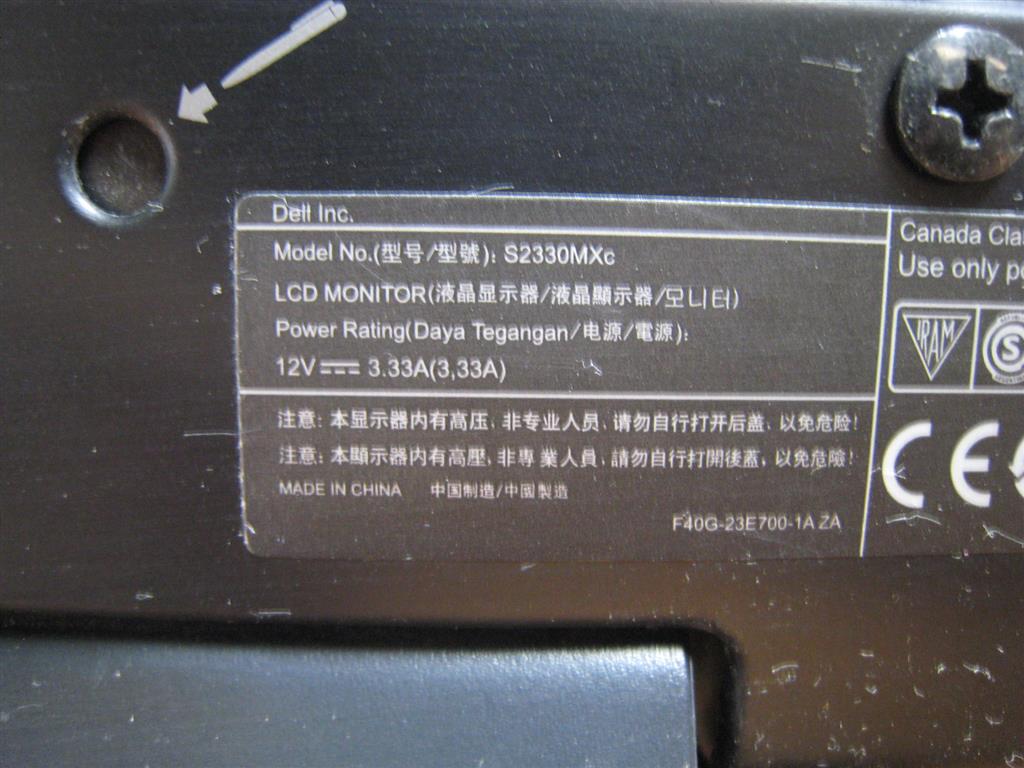 Dell Inc.
Model No.(型号/型號): S2330MXc
LCD MONITOR(液晶显示器/液晶顯示器/모니터)
Power Rating(Daya Tegangan/电源/電源):
12V⎓3.33A(3,33A)
注意: 本显示器内有高压, 非专业人员, 请勿自行打开后盖, 以免危险!
注意: 本顯示器内有高壓, 非專業人員, 請勿自行打開後蓋, 以免危險!
MADE IN CHINA 中国制造/中國製造
F40G-23E700-1A ZA
Canada Cla
Use only p
IRAM
S
CE